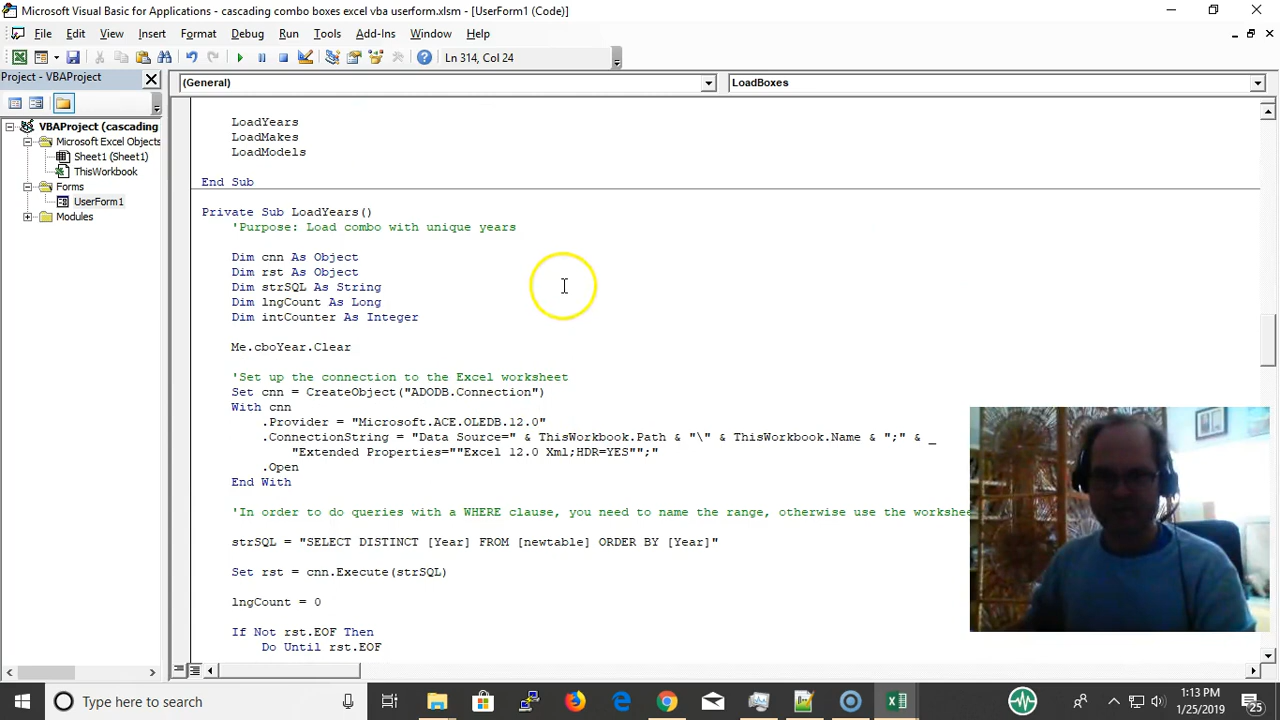 Microsoft Visual Basic for Applications - cascading combo boxes excel vba userform.xlsm - [UserForm1 (Code)]
File Edit View Insert Format Debug Run Tools Add-Ins Window Help
Ln 314, Col 24
Project - VBAProject
(General)
LoadBoxes
VBAProject (cascading
Microsoft Excel Objects
Sheet1 (Sheet1)
ThisWorkbook
Forms
UserForm1
Modules
LoadYears
LoadMakes
LoadModels
End Sub
Private Sub LoadYears()
'Purpose: Load combo with unique years
Dim cnn As Object
Dim rst As Object
Dim strSQL As String
Dim lngCount As Long
Dim intCounter As Integer
Me.cboYear.Clear
'Set up the connection to the Excel worksheet
Set cnn = CreateObject("ADODB.Connection")
With cnn
.Provider = "Microsoft.ACE.OLEDB.12.0"
.ConnectionString = "Data Source=" & ThisWorkbook.Path & "\" & ThisWorkbook.Name & ";" & _
"Extended Properties=""Excel 12.0 Xml;HDR=YES"";"
.Open
End With
'In order to do queries with a WHERE clause, you need to name the range, otherwise use the workshe
strSQL = "SELECT DISTINCT [Year] FROM [newtable] ORDER BY [Year]"
Set rst = cnn.Execute(strSQL)
lngCount = 0
If Not rst.EOF Then
Do Until rst.EOF
Type here to search
1:13 PM
1/25/2019
25